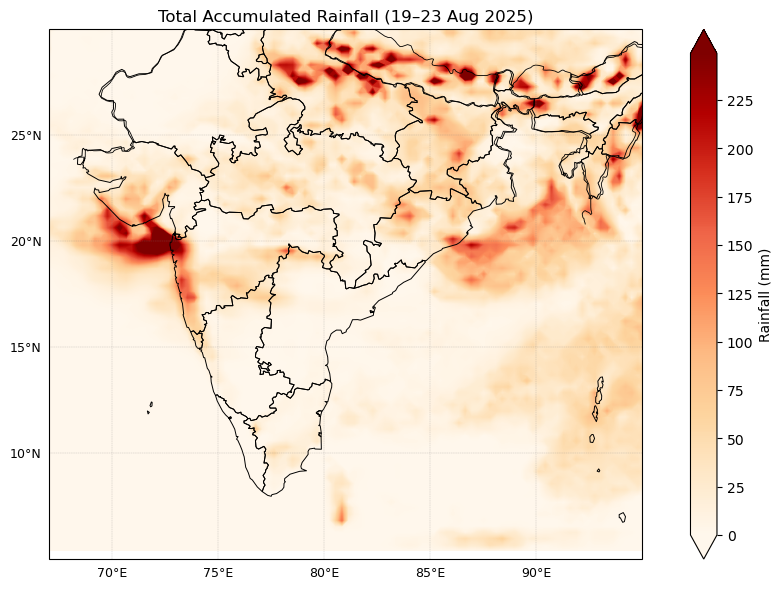 Total Accumulated Rainfall (19–23 Aug 2025)
25°N
20°N
15°N
10°N
70°E
75°E
80°E
85°E
90°E
225
200
175
150
125
100
75
50
25
0
Rainfall (mm)